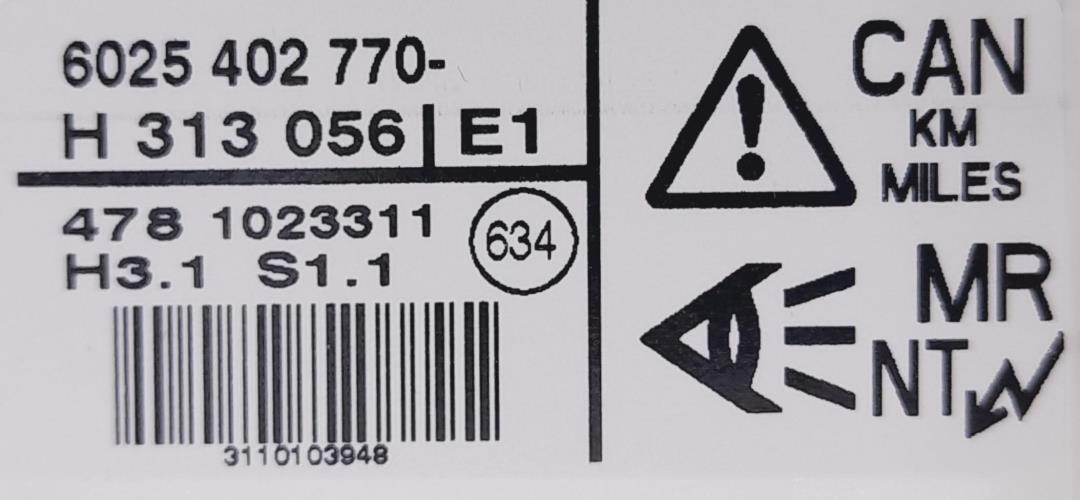 6025 402 770-
H 313 056 E1
478 1023311
634
H3.1 S1.1
3110103948
CAN
KM
MILES
MR
NT